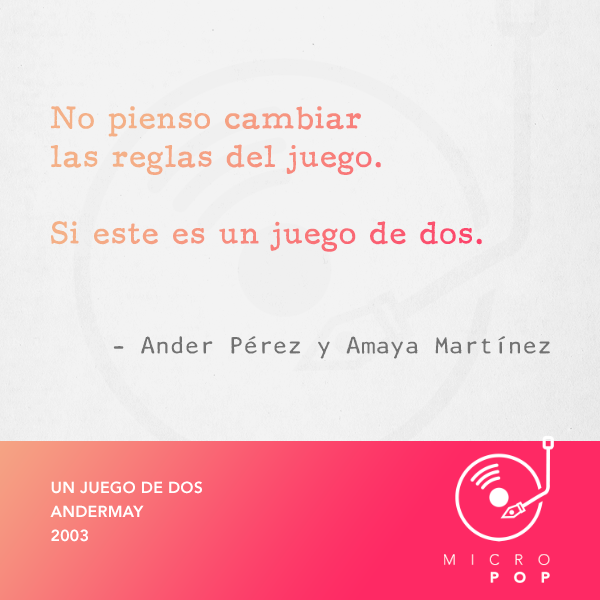 No pienso cambiar
las reglas del juego.
Si este es un juego de dos.
– Ander Pérez y Amaya Martínez
UN JUEGO DE DOS
ANDERMAY
2003
MICRO
POP